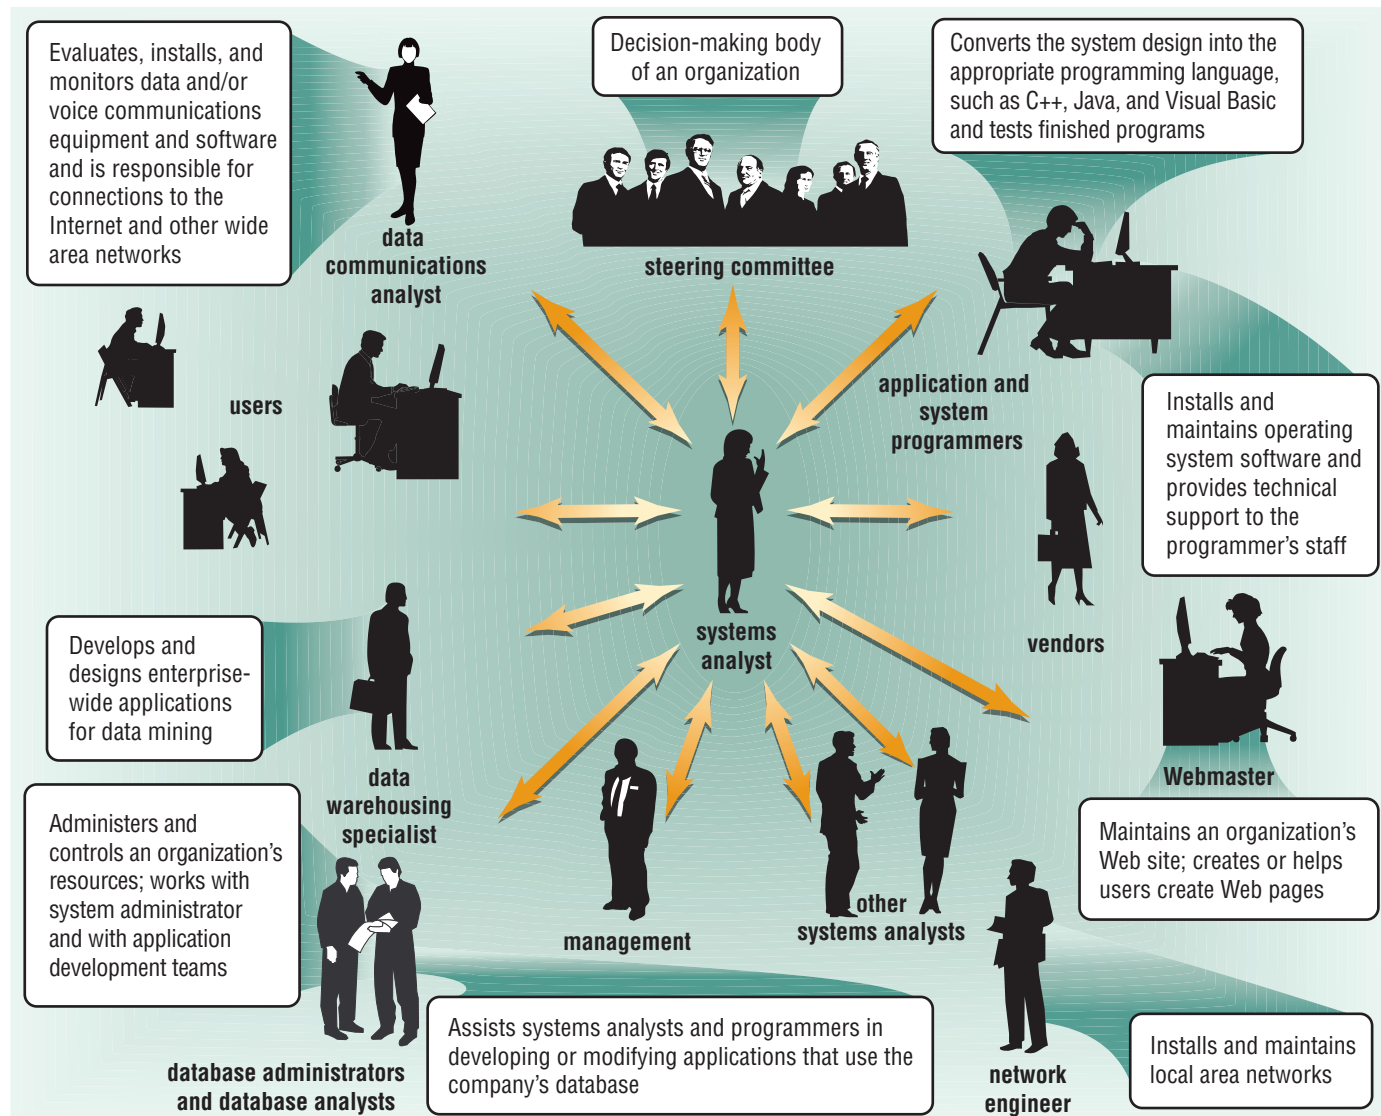 Evaluates, installs, and
monitors data and/or
voice communications
equipment and software
and is responsible for
connections to the
Internet and other wide
area networks
data
communications
analyst
Decision-making body
of an organization
steering committee
Converts the system design into the
appropriate programming language,
such as C++, Java, and Visual Basic
and tests finished programs
application and
system
programmers
Installs and
maintains operating
system software and
provides technical
support to the
programmer’s staff
users
systems
analyst
vendors
Develops and
designs enterprise-
wide applications
for data mining
data
warehousing
specialist
Webmaster
Maintains an organization’s
Web site; creates or helps
users create Web pages
Administers and
controls an organization’s
resources; works with
system administrator
and with application
development teams
database administrators
and database analysts
Assists systems analysts and programmers in
developing or modifying applications that use the
company’s database
management
other
systems analysts
network
engineer
Installs and maintains
local area networks